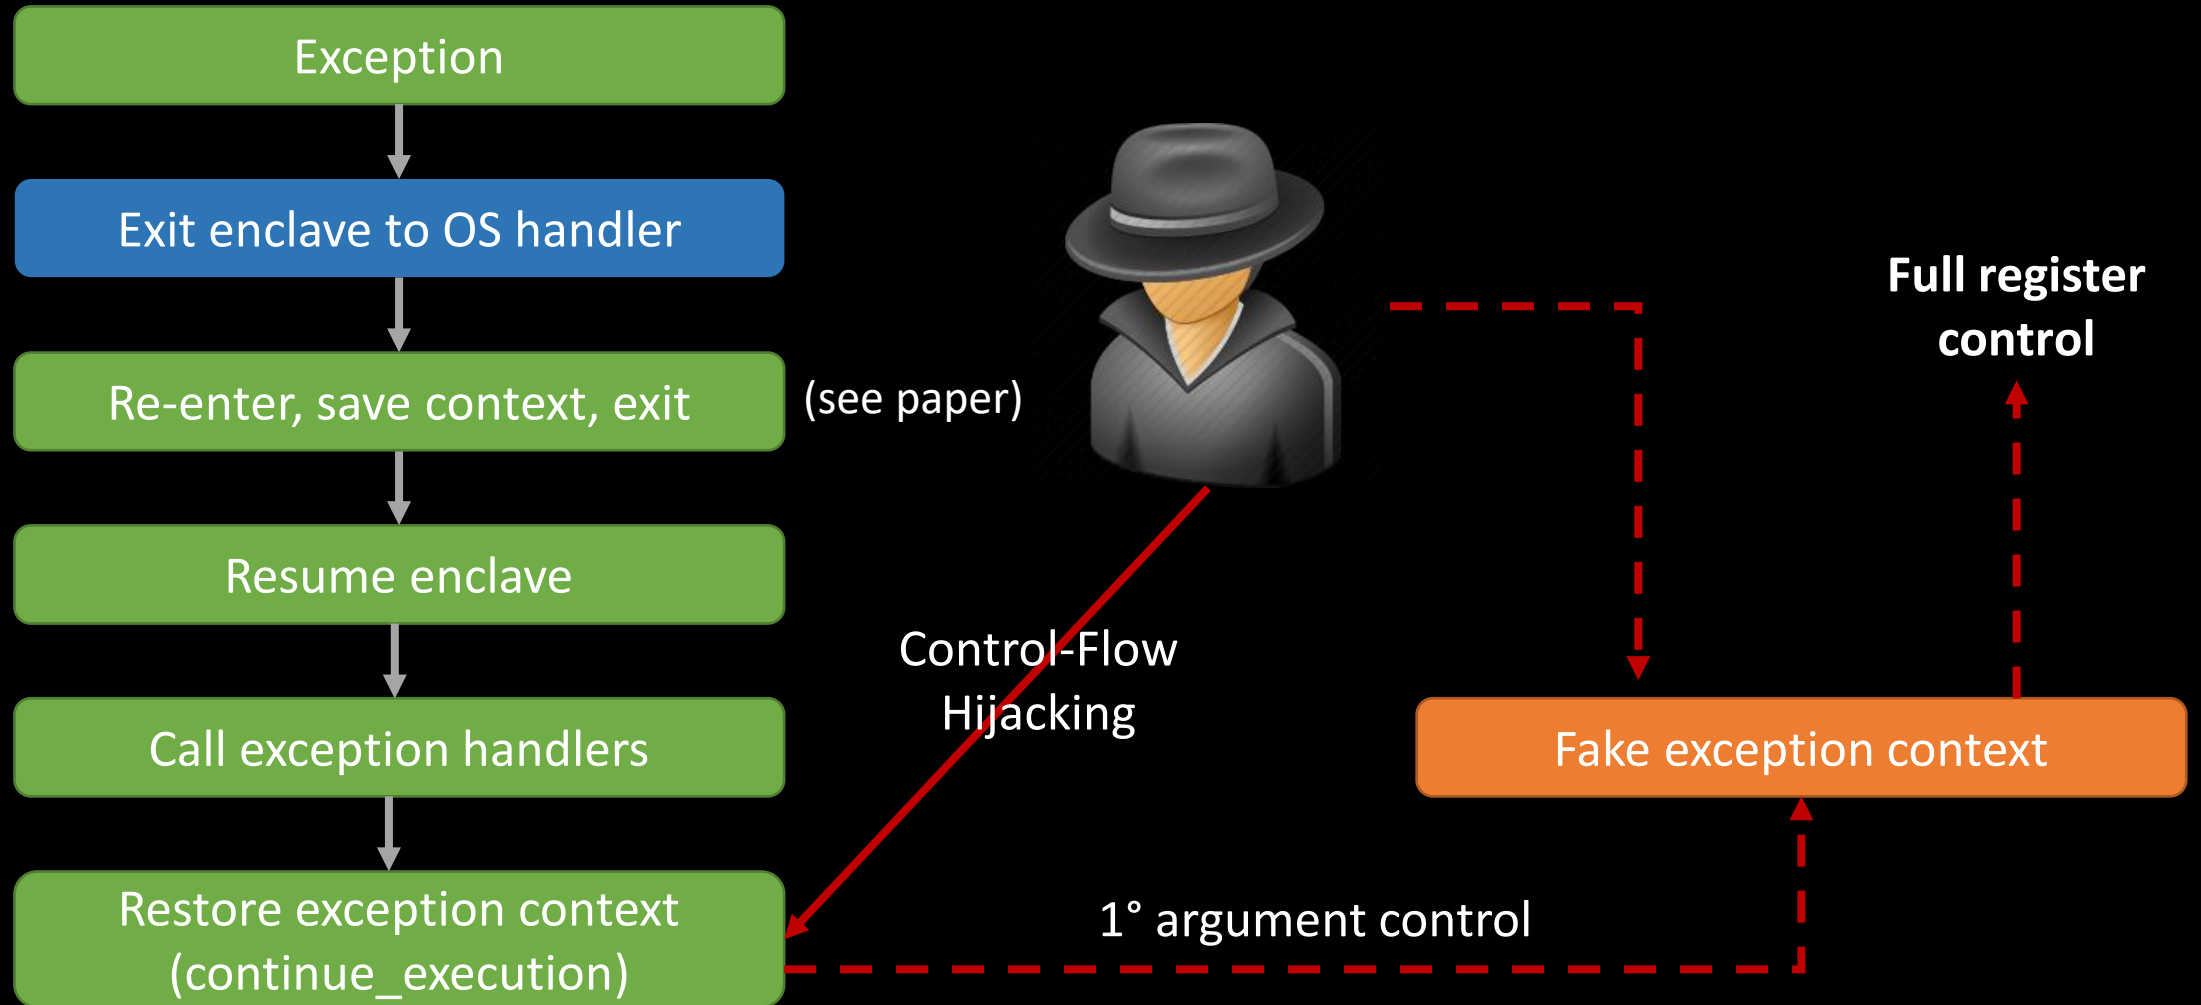 Exception
Exit enclave to OS handler
Full register
control
Re-enter, save context, exit
(see paper)
Resume enclave
Control-Flow
Hijacking
Call exception handlers
Fake exception context
Restore exception context
(continue_execution)
1° argument control